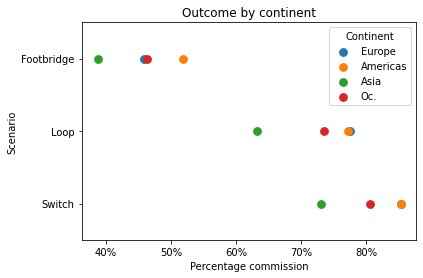 Outcome by continent
Continent
Europe
Americas
Asia
Oc.
Scenario
Footbridge
Loop
Switch
40% 50% 60% 70% 80%
Percentage commission